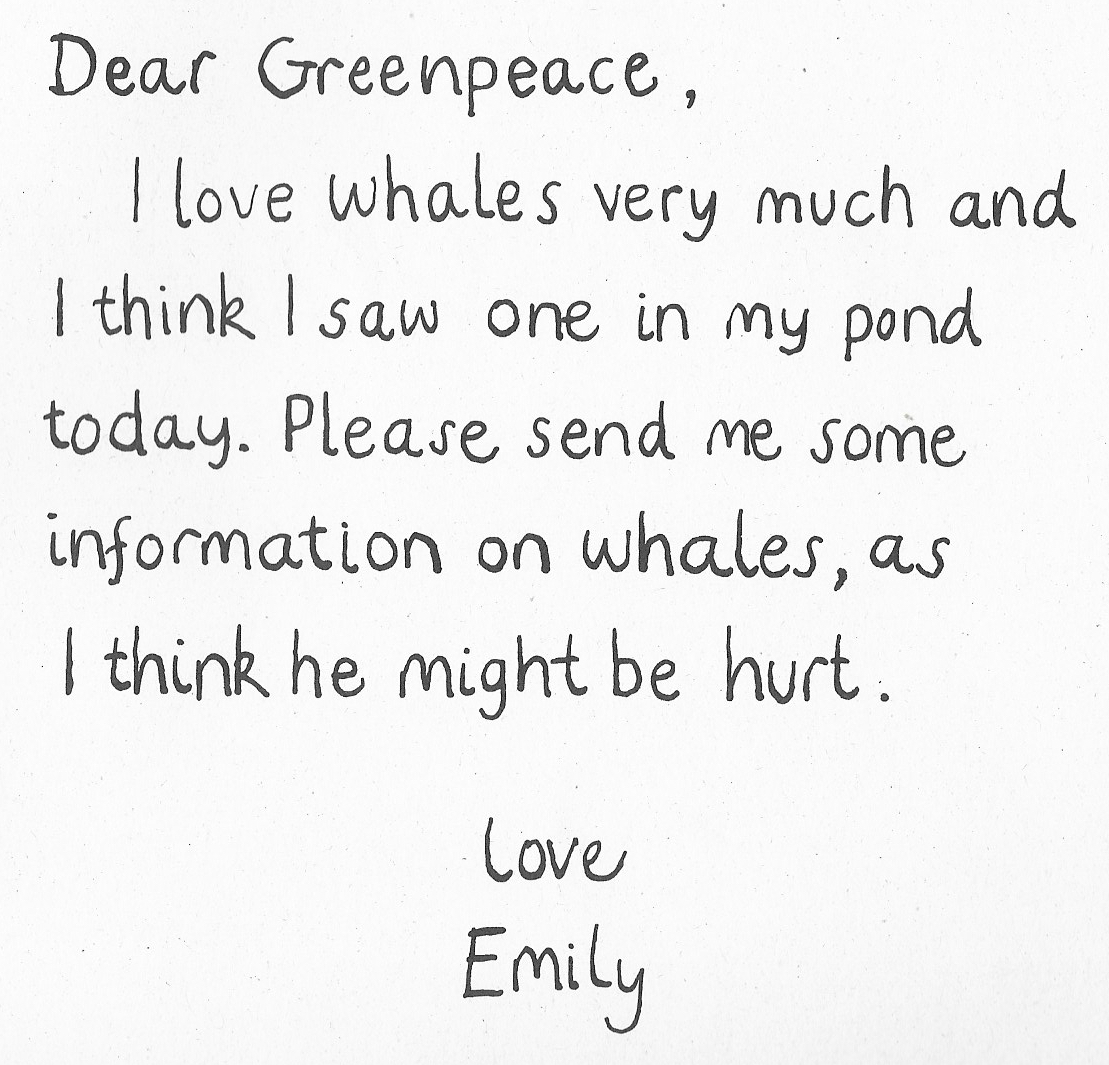 Dear Greenpeace,
I love whales very much and
I think I saw one in my pond
today. Please send me some
information on whales, as
I think he might be hurt.
Love
Emily